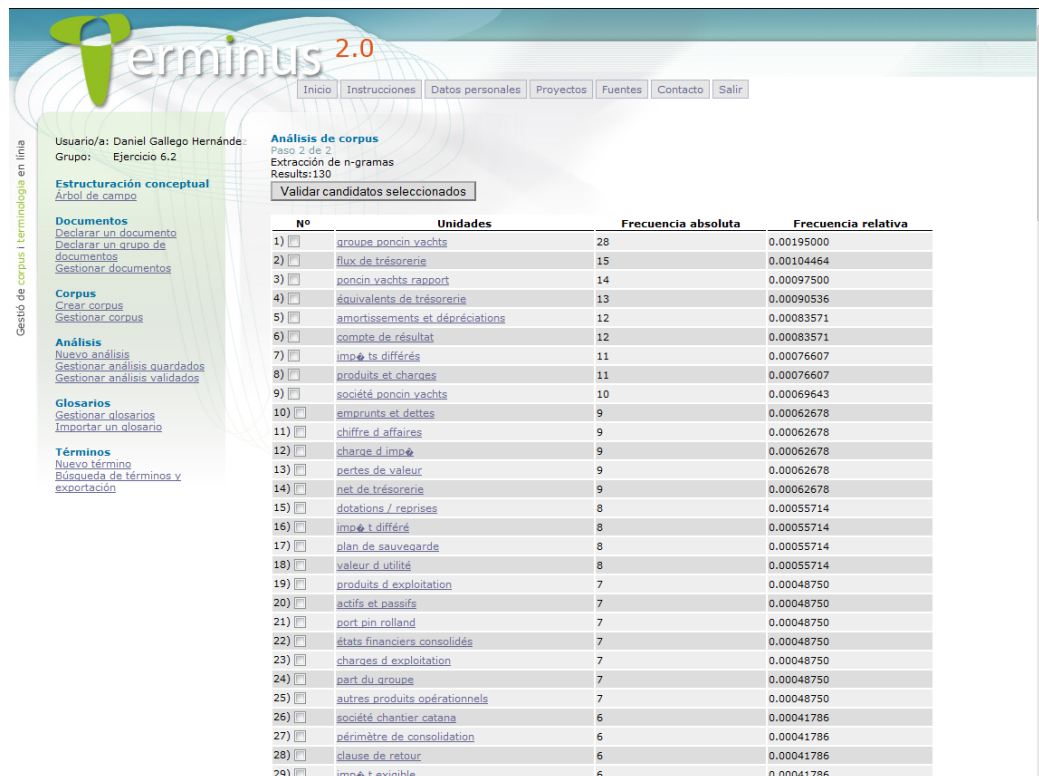 Terminus 2.0
Inicio Instrucciones Datos personales Proyectos Fuentes Contacto Salir
Gestió de corpus i terminologia en línia
Usuario/a: Daniel Gallego Hernández
Grupo: Ejercicio 6.2
Estructuración conceptual
Árbol de campo
Documentos
Declarar un documento
Declarar un grupo de
documentos
Gestionar documentos
Corpus
Crear corpus
Gestionar corpus
Análisis
Nuevo análisis
Gestionar análisis guardados
Gestionar análisis validados
Glosarios
Gestionar glosarios
Importar un glosario
Términos
Nuevo término
Búsqueda de términos y
exportación
Análisis de corpus
Paso 2 de 2
Extracción de n-gramas
Results:130
Validar candidatos seleccionados
Nº Unidades Frecuencia absoluta Frecuencia relativa
1) groupe poncin yachts 28 0.00195000
2) flux de trésorerie 15 0.00104464
3) poncin yachts rapport 14 0.00097500
4) équivalents de trésorerie 13 0.00090536
5) amortissements et dépréciations 12 0.00083571
6) compte de résultat 12 0.00083571
7) imp� ts différés 11 0.00076607
8) produits et charges 11 0.00076607
9) société poncin yachts 10 0.00069643
10) emprunts et dettes 9 0.00062678
11) chiffre d affaires 9 0.00062678
12) charge d imp� 9 0.00062678
13) pertes de valeur 9 0.00062678
14) net de trésorerie 9 0.00062678
15) dotations / reprises 8 0.00055714
16) imp� t différé 8 0.00055714
17) plan de sauvegarde 8 0.00055714
18) valeur d utilité 8 0.00055714
19) produits d exploitation 7 0.00048750
20) actifs et passifs 7 0.00048750
21) port pin rolland 7 0.00048750
22) états financiers consolidés 7 0.00048750
23) charges d exploitation 7 0.00048750
24) part du groupe 7 0.00048750
25) autres produits opérationnels 7 0.00048750
26) société chantier catana 6 0.00041786
27) périmètre de consolidation 6 0.00041786
28) clause de retour 6 0.00041786
29) imp� t exigible 6 0.00041786